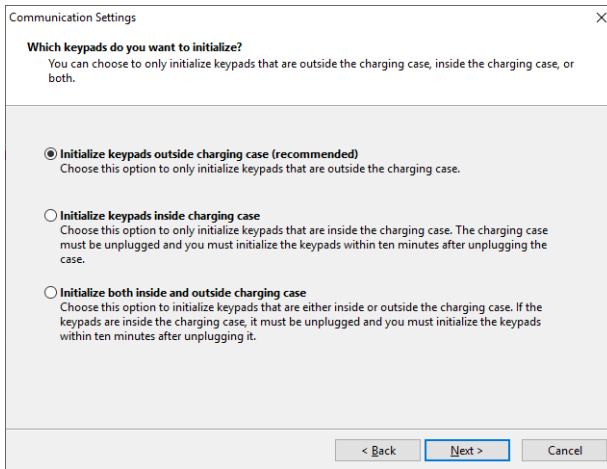 Communication Settings
Which keypads do you want to initialize?
You can choose to only initialize keypads that are outside the charging case, inside the charging case, or
both.
Initialize keypads outside charging case (recommended)
Choose this option to only initialize keypads that are outside the charging case.
Initialize keypads inside charging case
Choose this option to only initialize keypads that are inside the charging case. The charging case
must be unplugged and you must initialize the keypads within ten minutes after unplugging the
case.
Initialize both inside and outside charging case
Choose this option to initialize keypads that are either inside or outside the charging case. If the
keypads are inside the charging case, it must be unplugged and you must initialize the keypads
within ten minutes after unplugging it.
< Back Next > Cancel